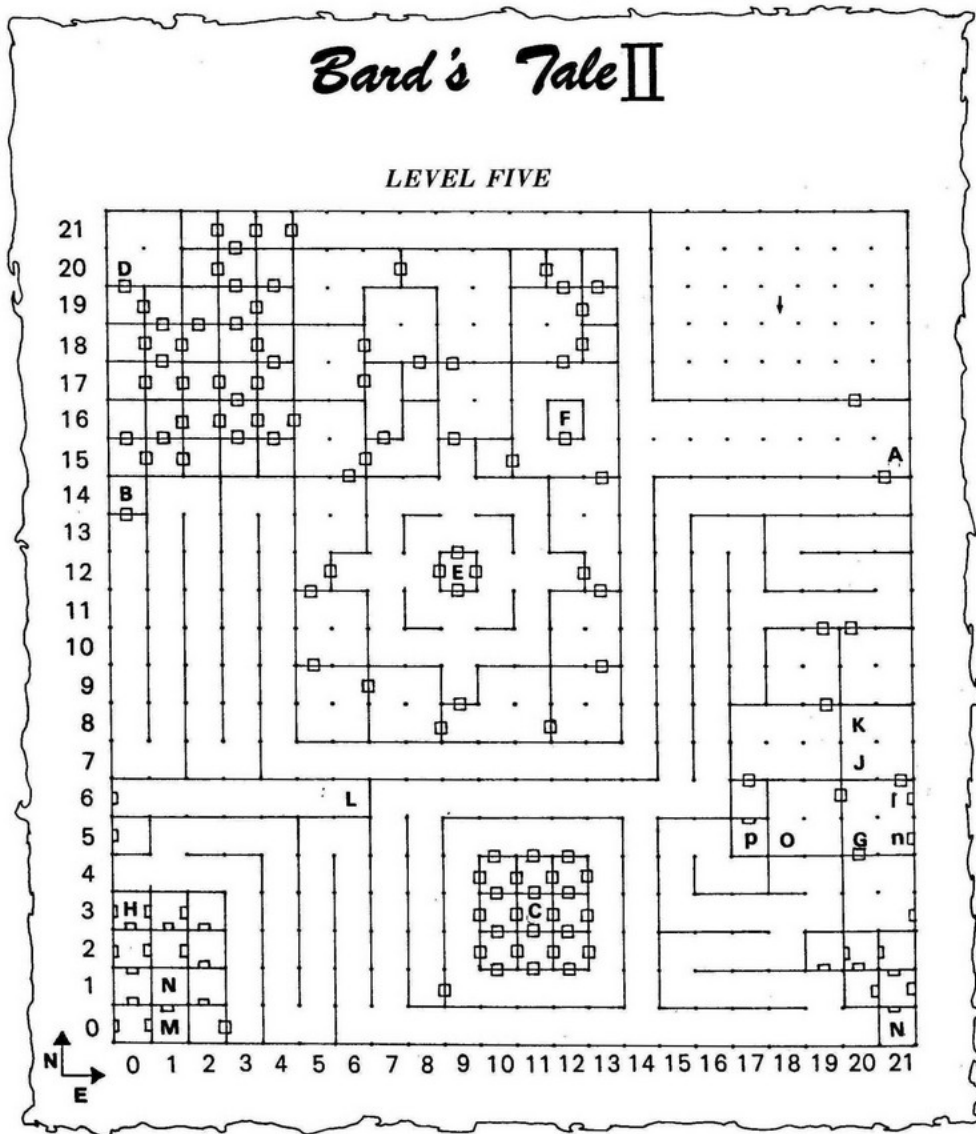 Bard's Tale II
LEVEL FIVE
21
20 D
19
18
17
16 F
15 A
14 B
13
12 E
11
10
9
8 K
7 J
6 L l
5 p O G n
4
3 H C
2
1 N
0 M N
N
E
0 1 2 3 4 5 6 7 8 9 10 11 12 13 14 15 16 17 18 19 20 21